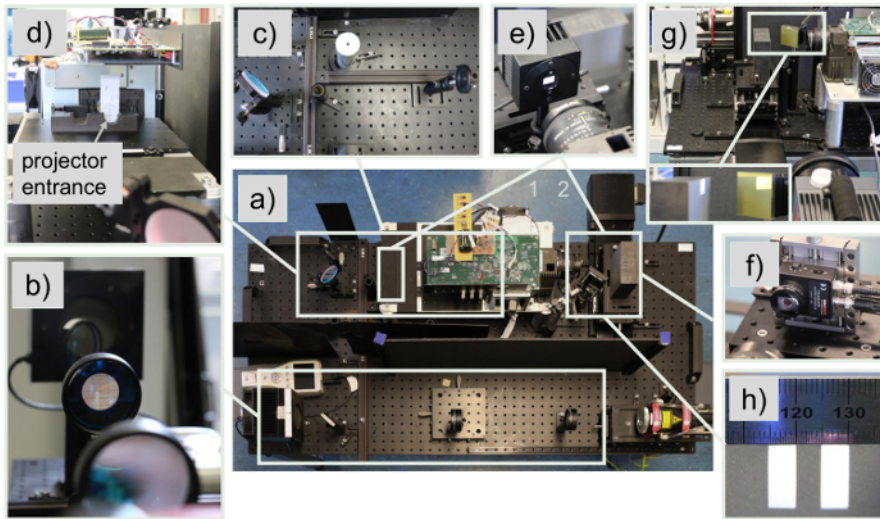 d)
projector
entrance
c)
e)
g)
a)
1 2
b)
f)
h)
120 130